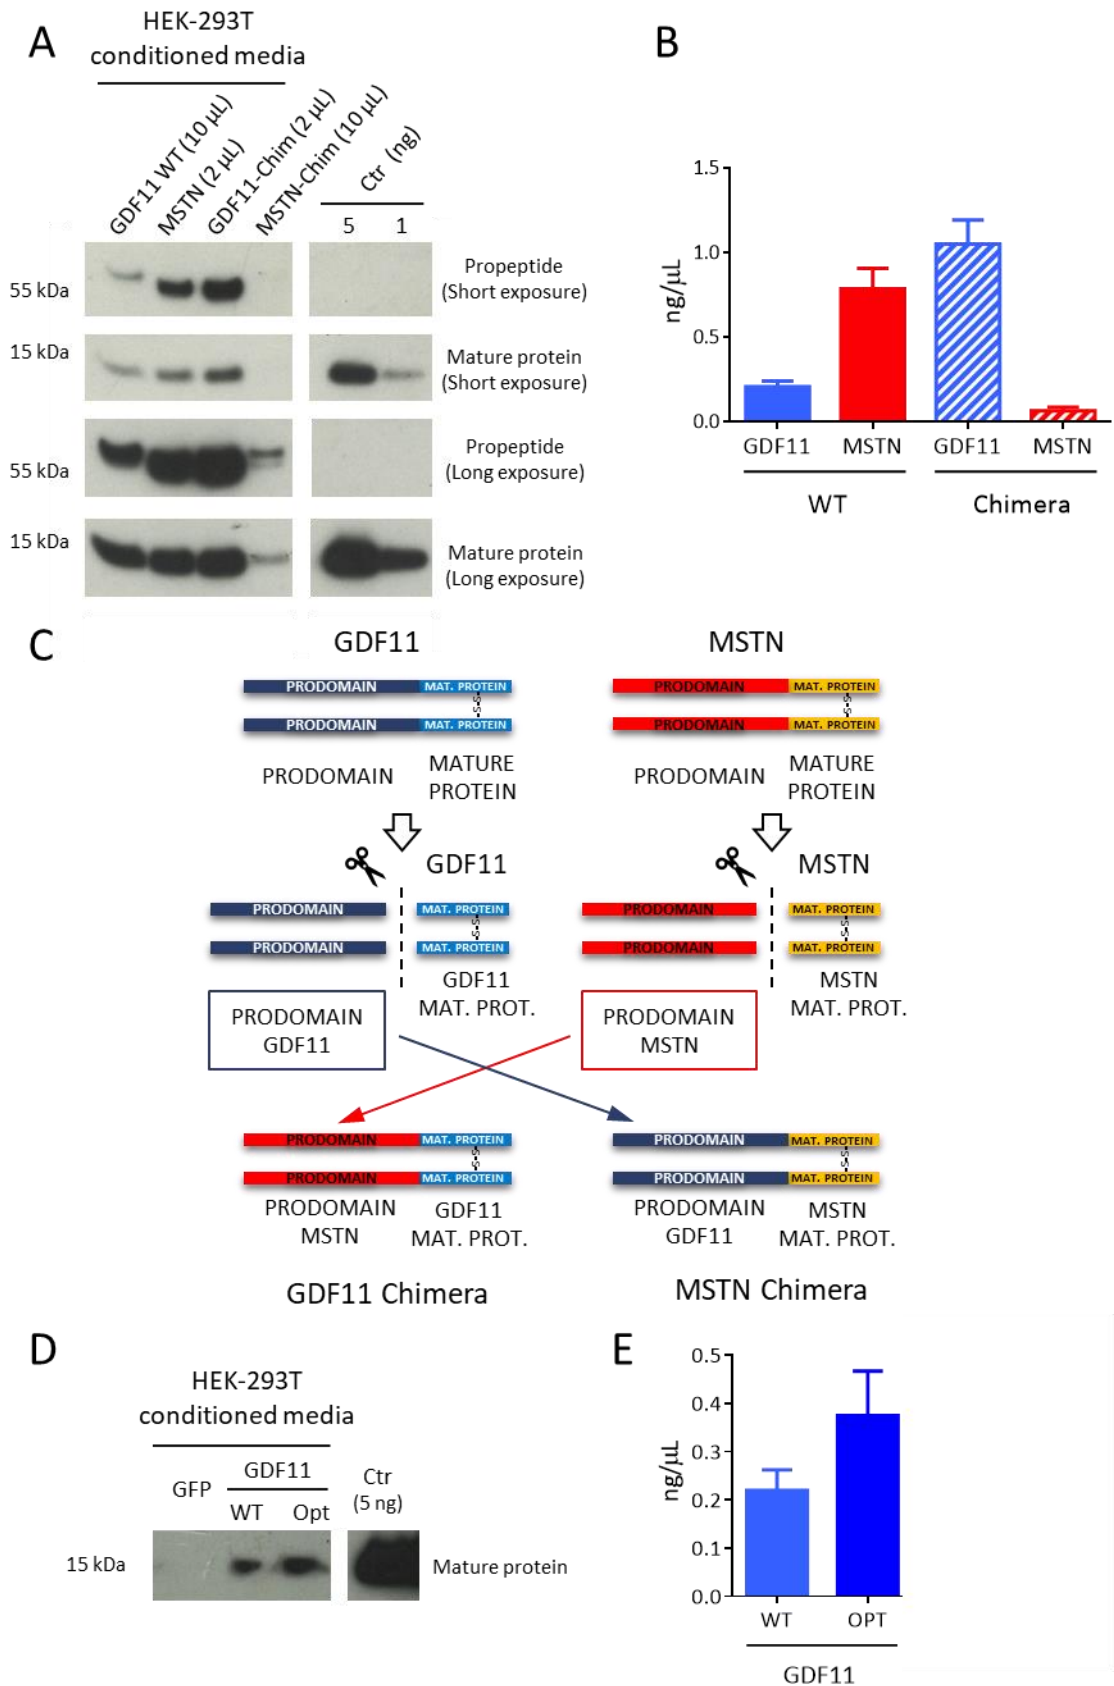 A
HEK-293T
conditioned media
GDF11 WT (10 µL)
MSTN (2 µL)
GDF11-Chim (2 µL)
MSTN-Chim (10 µL)
Ctr (ng)
5 1
55 kDa
Propeptide
(Short exposure)
15 kDa
Mature protein
(Short exposure)
55 kDa
Propeptide
(Long exposure)
15 kDa
Mature protein
(Long exposure)
B
ng/µL
1.5
1.0
0.5
0.0
GDF11 MSTN GDF11 MSTN
WT Chimera
C
GDF11 MSTN
PRODOMAIN MAT. PROTEIN PRODOMAIN MAT. PROTEIN
S-S S-S
PRODOMAIN MAT. PROTEIN PRODOMAIN MAT. PROTEIN
PRODOMAIN MATURE PROTEIN PRODOMAIN MATURE PROTEIN
GDF11 MSTN
PRODOMAIN MAT. PROTEIN PRODOMAIN MAT. PROTEIN
S-S S-S
PRODOMAIN MAT. PROTEIN PRODOMAIN MAT. PROTEIN
GDF11 MAT. PROT. MSTN MAT. PROT.
PRODOMAIN GDF11 PRODOMAIN MSTN
PRODOMAIN MAT. PROTEIN PRODOMAIN MAT. PROTEIN
S-S S-S
PRODOMAIN MAT. PROTEIN PRODOMAIN MAT. PROTEIN
PRODOMAIN MSTN GDF11 MAT. PROT. PRODOMAIN GDF11 MSTN MAT. PROT.
GDF11 Chimera MSTN Chimera
D
HEK-293T
conditioned media
GFP GDF11 Ctr (5 ng)
WT Opt
15 kDa Mature protein
E
ng/µL
0.5
0.4
0.3
0.2
0.1
0.0
WT OPT
GDF11